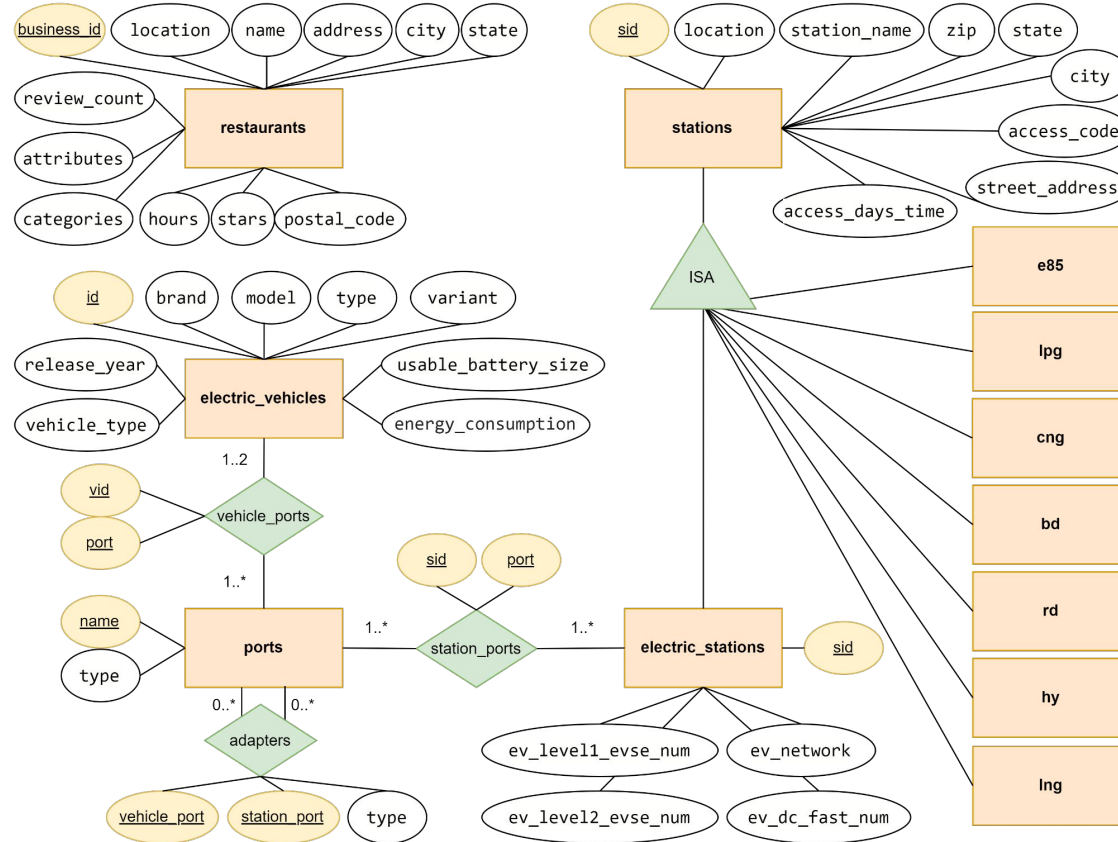 business_id
location
name
address
city
state
review_count
restaurants
attributes
categories
hours
stars
postal_code
sid
location
station_name
zip
state
city
stations
access_code
street_address
access_days_time
ISA
e85
lpg
cng
bd
rd
hy
lng
id
brand
model
type
variant
release_year
usable_battery_size
electric_vehicles
vehicle_type
energy_consumption
1..2
vid
vehicle_ports
port
1..*
name
type
ports
1..*
sid
port
station_ports
1..*
electric_stations
sid
0..*
0..*
adapters
vehicle_port
station_port
type
ev_level1_evse_num
ev_network
ev_level2_evse_num
ev_dc_fast_num